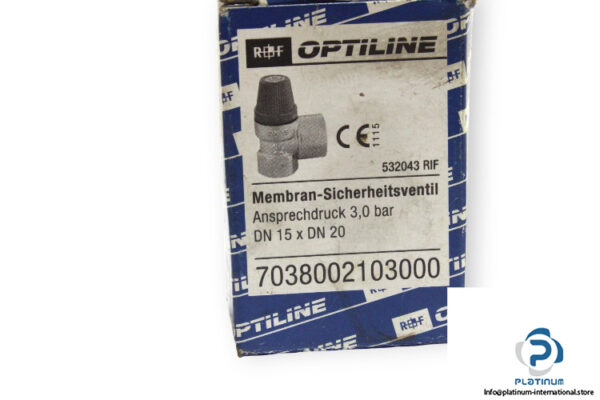 RBF OPTILINE
CE
1115
532043 RIF
Membran-Sicherheitsventil
Ansprechdruck 3,0 bar
DN 15 x DN 20
7038002103000
OPTILINE
RBF
PLATINUM
Info@platinum-international.store